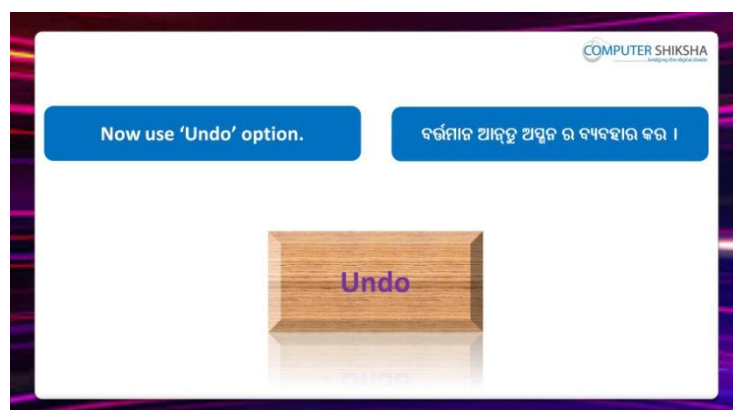 COMPUTER SHIKSHA
bridging the digital divide
Now use ‘Undo’ option.
ବର୍ତ୍ତମାନ ଆନ୍‌ଡୁ ଅପ୍ସନ ର ବ୍ୟବହାର କର ।
Undo